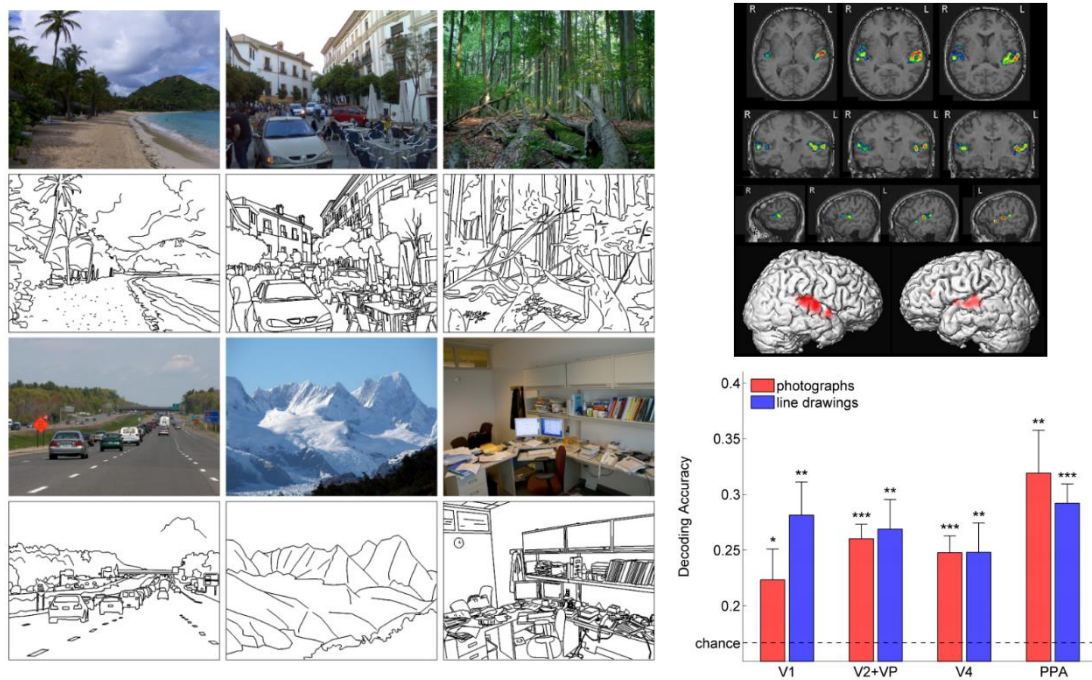 R L
R L R L
R R L L
0.4
photographs
line drawings
0.35
0.3
0.25
0.2
chance
Decoding Accuracy
** ** *** ** *** ** ** ***
*
V1 V2+VP V4 PPA